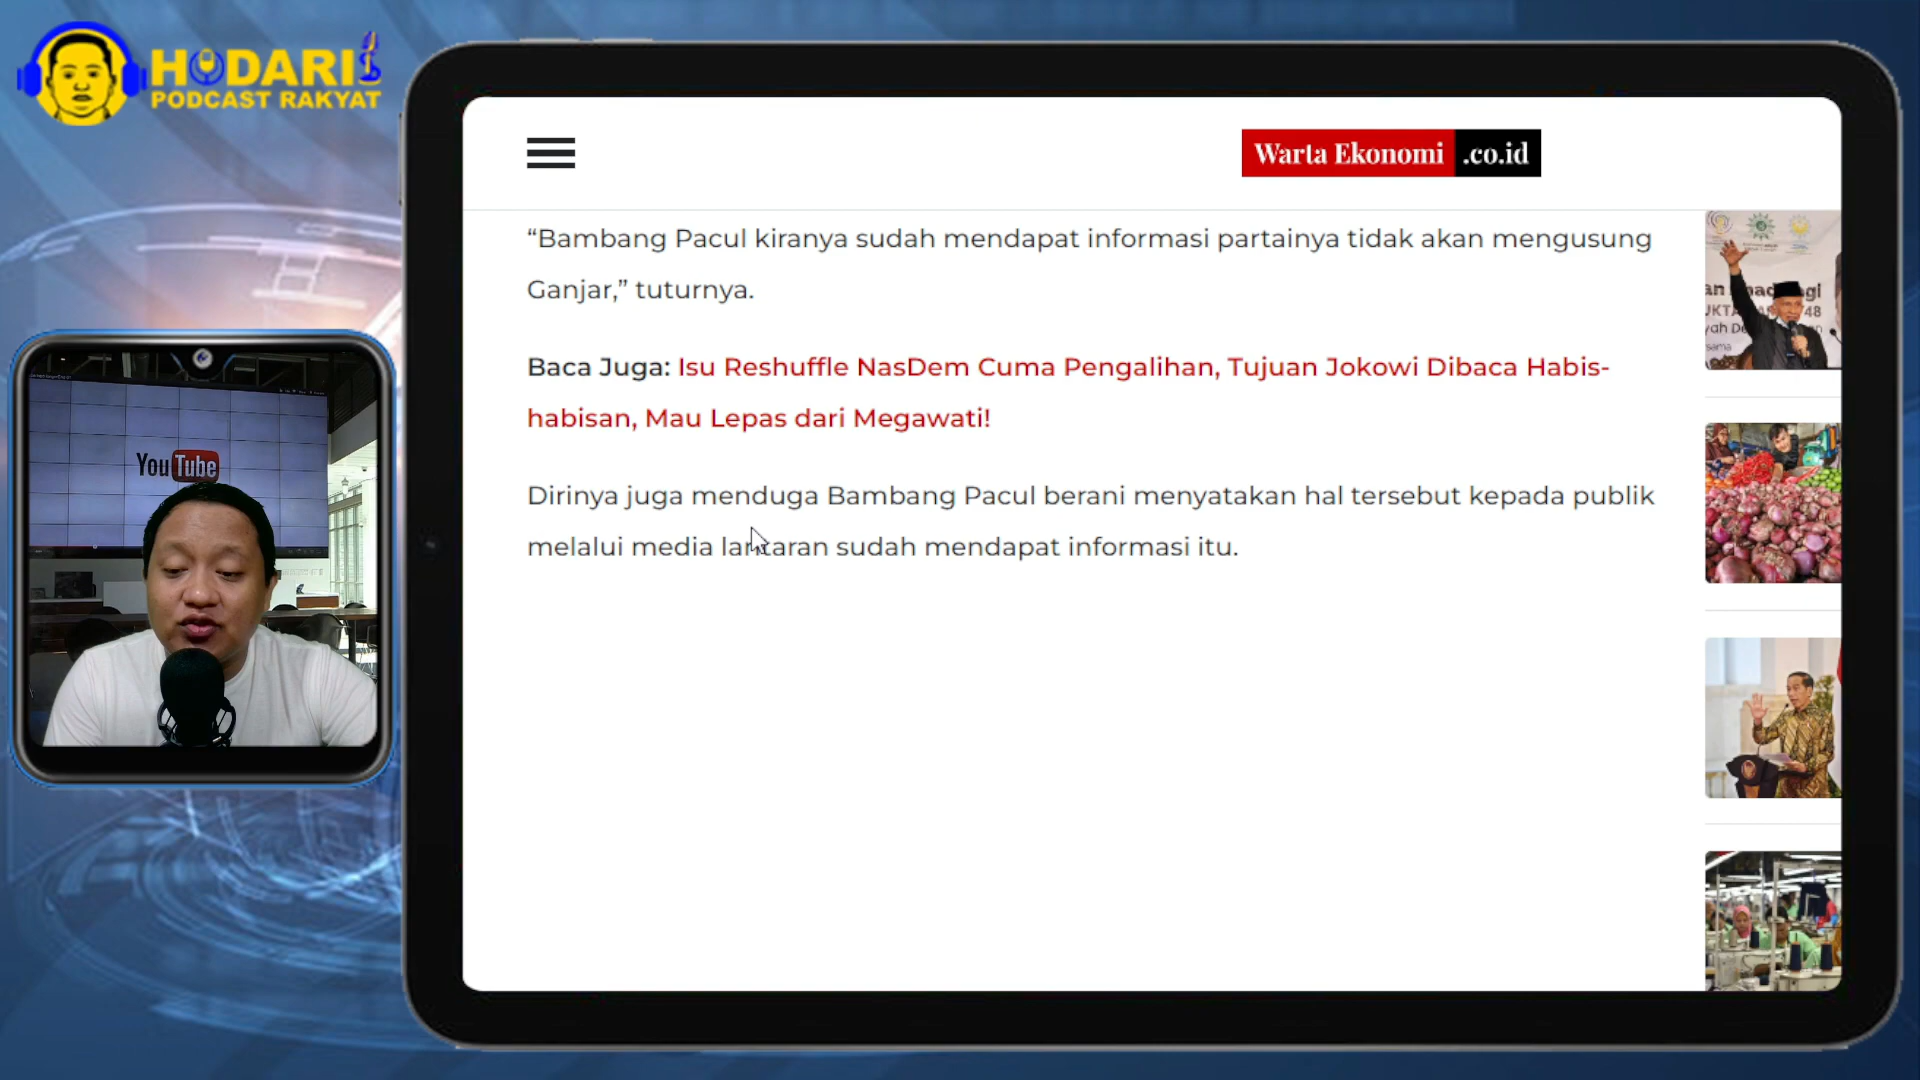 HODARI
PODCAST RAKYAT
Warta Ekonomi .co.id
“Bambang Pacul kiranya sudah mendapat informasi partainya tidak akan mengusung
Ganjar,” tuturnya.
Baca Juga: Isu Reshuffle NasDem Cuma Pengalihan, Tujuan Jokowi Dibaca Habis-
habisan, Mau Lepas dari Megawati!
Dirinya juga menduga Bambang Pacul berani menyatakan hal tersebut kepada publik
melalui media lantaran sudah mendapat informasi itu.
YouTube